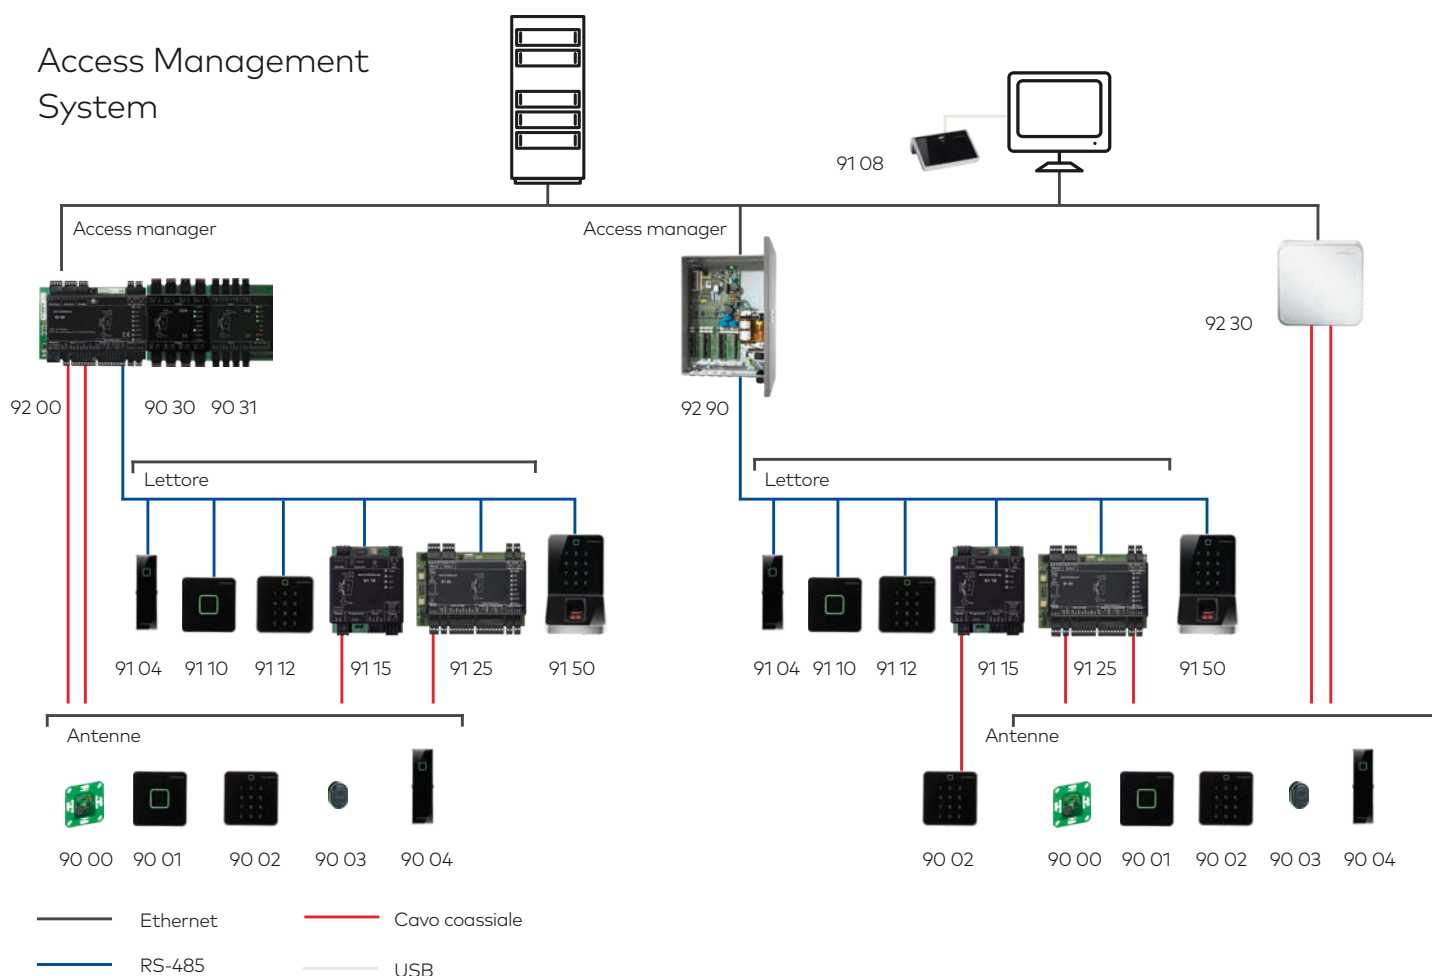 Access Management
System
91 08
Access manager
Access manager
92 30
92 00
90 30
90 31
92 90
Lettore
Lettore
91 04
91 10
91 12
91 15
91 25
91 50
91 04
91 10
91 12
91 15
91 25
91 50
Antenne
Antenne
90 00
90 01
90 02
90 03
90 04
90 02
90 00
90 01
90 02
90 03
90 04
Ethernet
Cavo coassiale
RS-485
USB